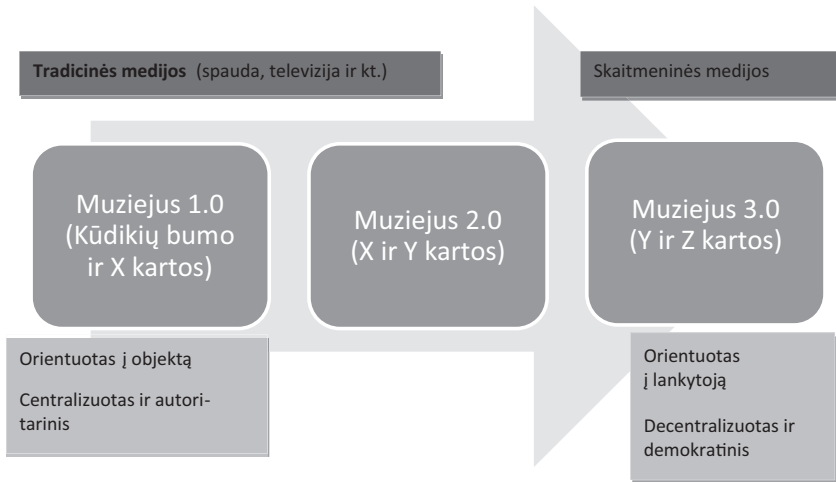 Tradicinės medijos (spauda, televizija ir kt.)
Skaitmeninės medijos
Muziejus 1.0
(Kūdikių bumo
ir X kartos)
Muziejus 2.0
(X ir Y kartos)
Muziejus 3.0
(Y ir Z kartos)
Orientuotas į objektą
Centralizuotas ir autori-
tarinis
Orientuotas
į lankytoją
Decentralizuotas ir
demokratinis